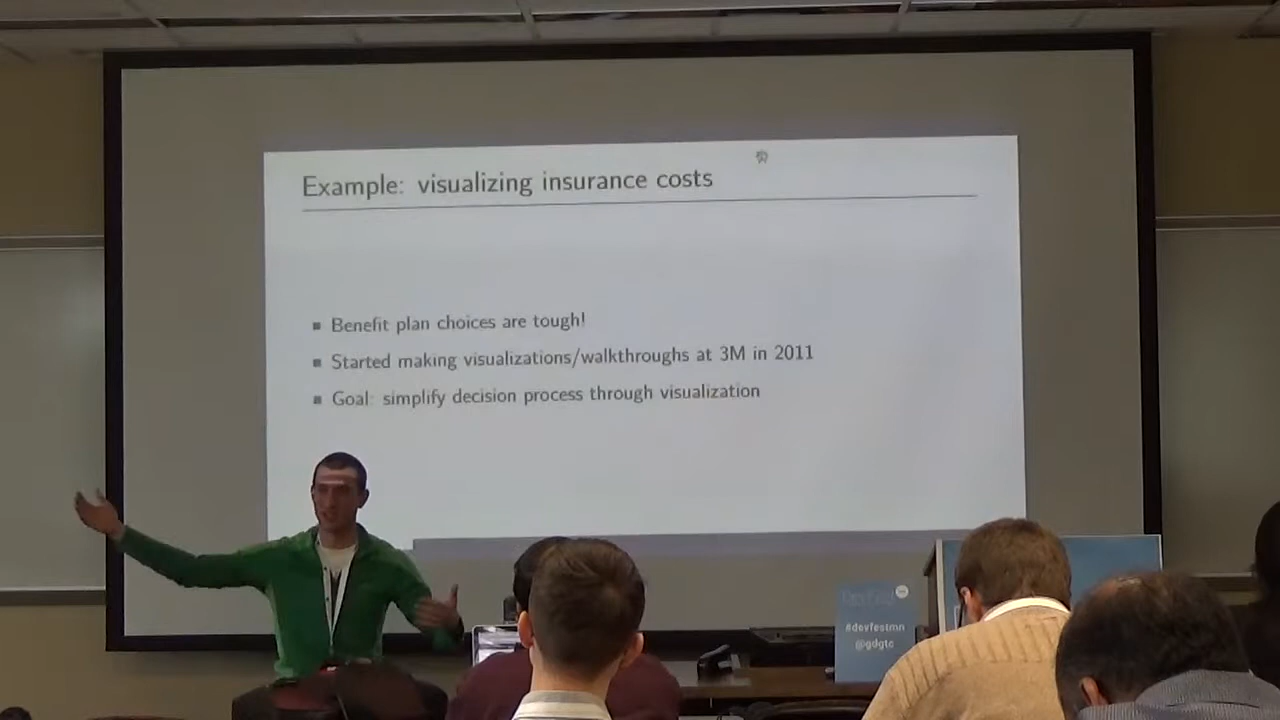 Example: visualizing insurance costs
Benefit plan choices are tough!
Started making visualizations/walkthroughs at 3M in 2011
Goal: simplify decision process through visualization
DevFest
#devfestmn
@gdgtc